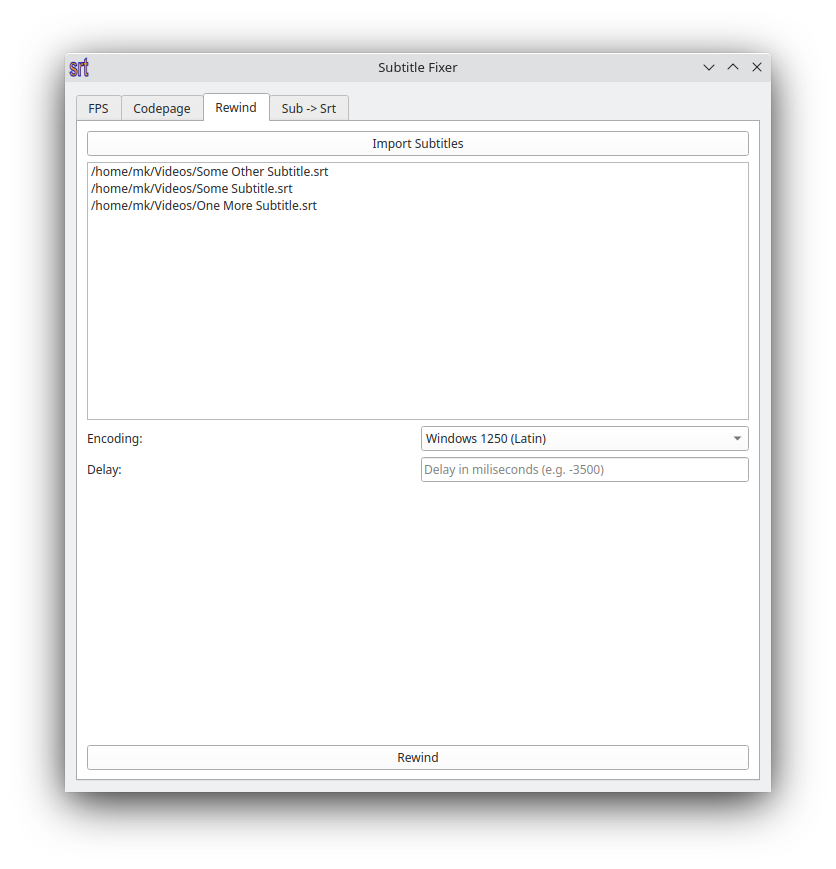 srt Subtitle Fixer
FPS Codepage Rewind Sub -> Srt
Import Subtitles
/home/mk/Videos/Some Other Subtitle.srt
/home/mk/Videos/Some Subtitle.srt
/home/mk/Videos/One More Subtitle.srt
Encoding: Windows 1250 (Latin)
Delay: Delay in miliseconds (e.g. -3500)
Rewind